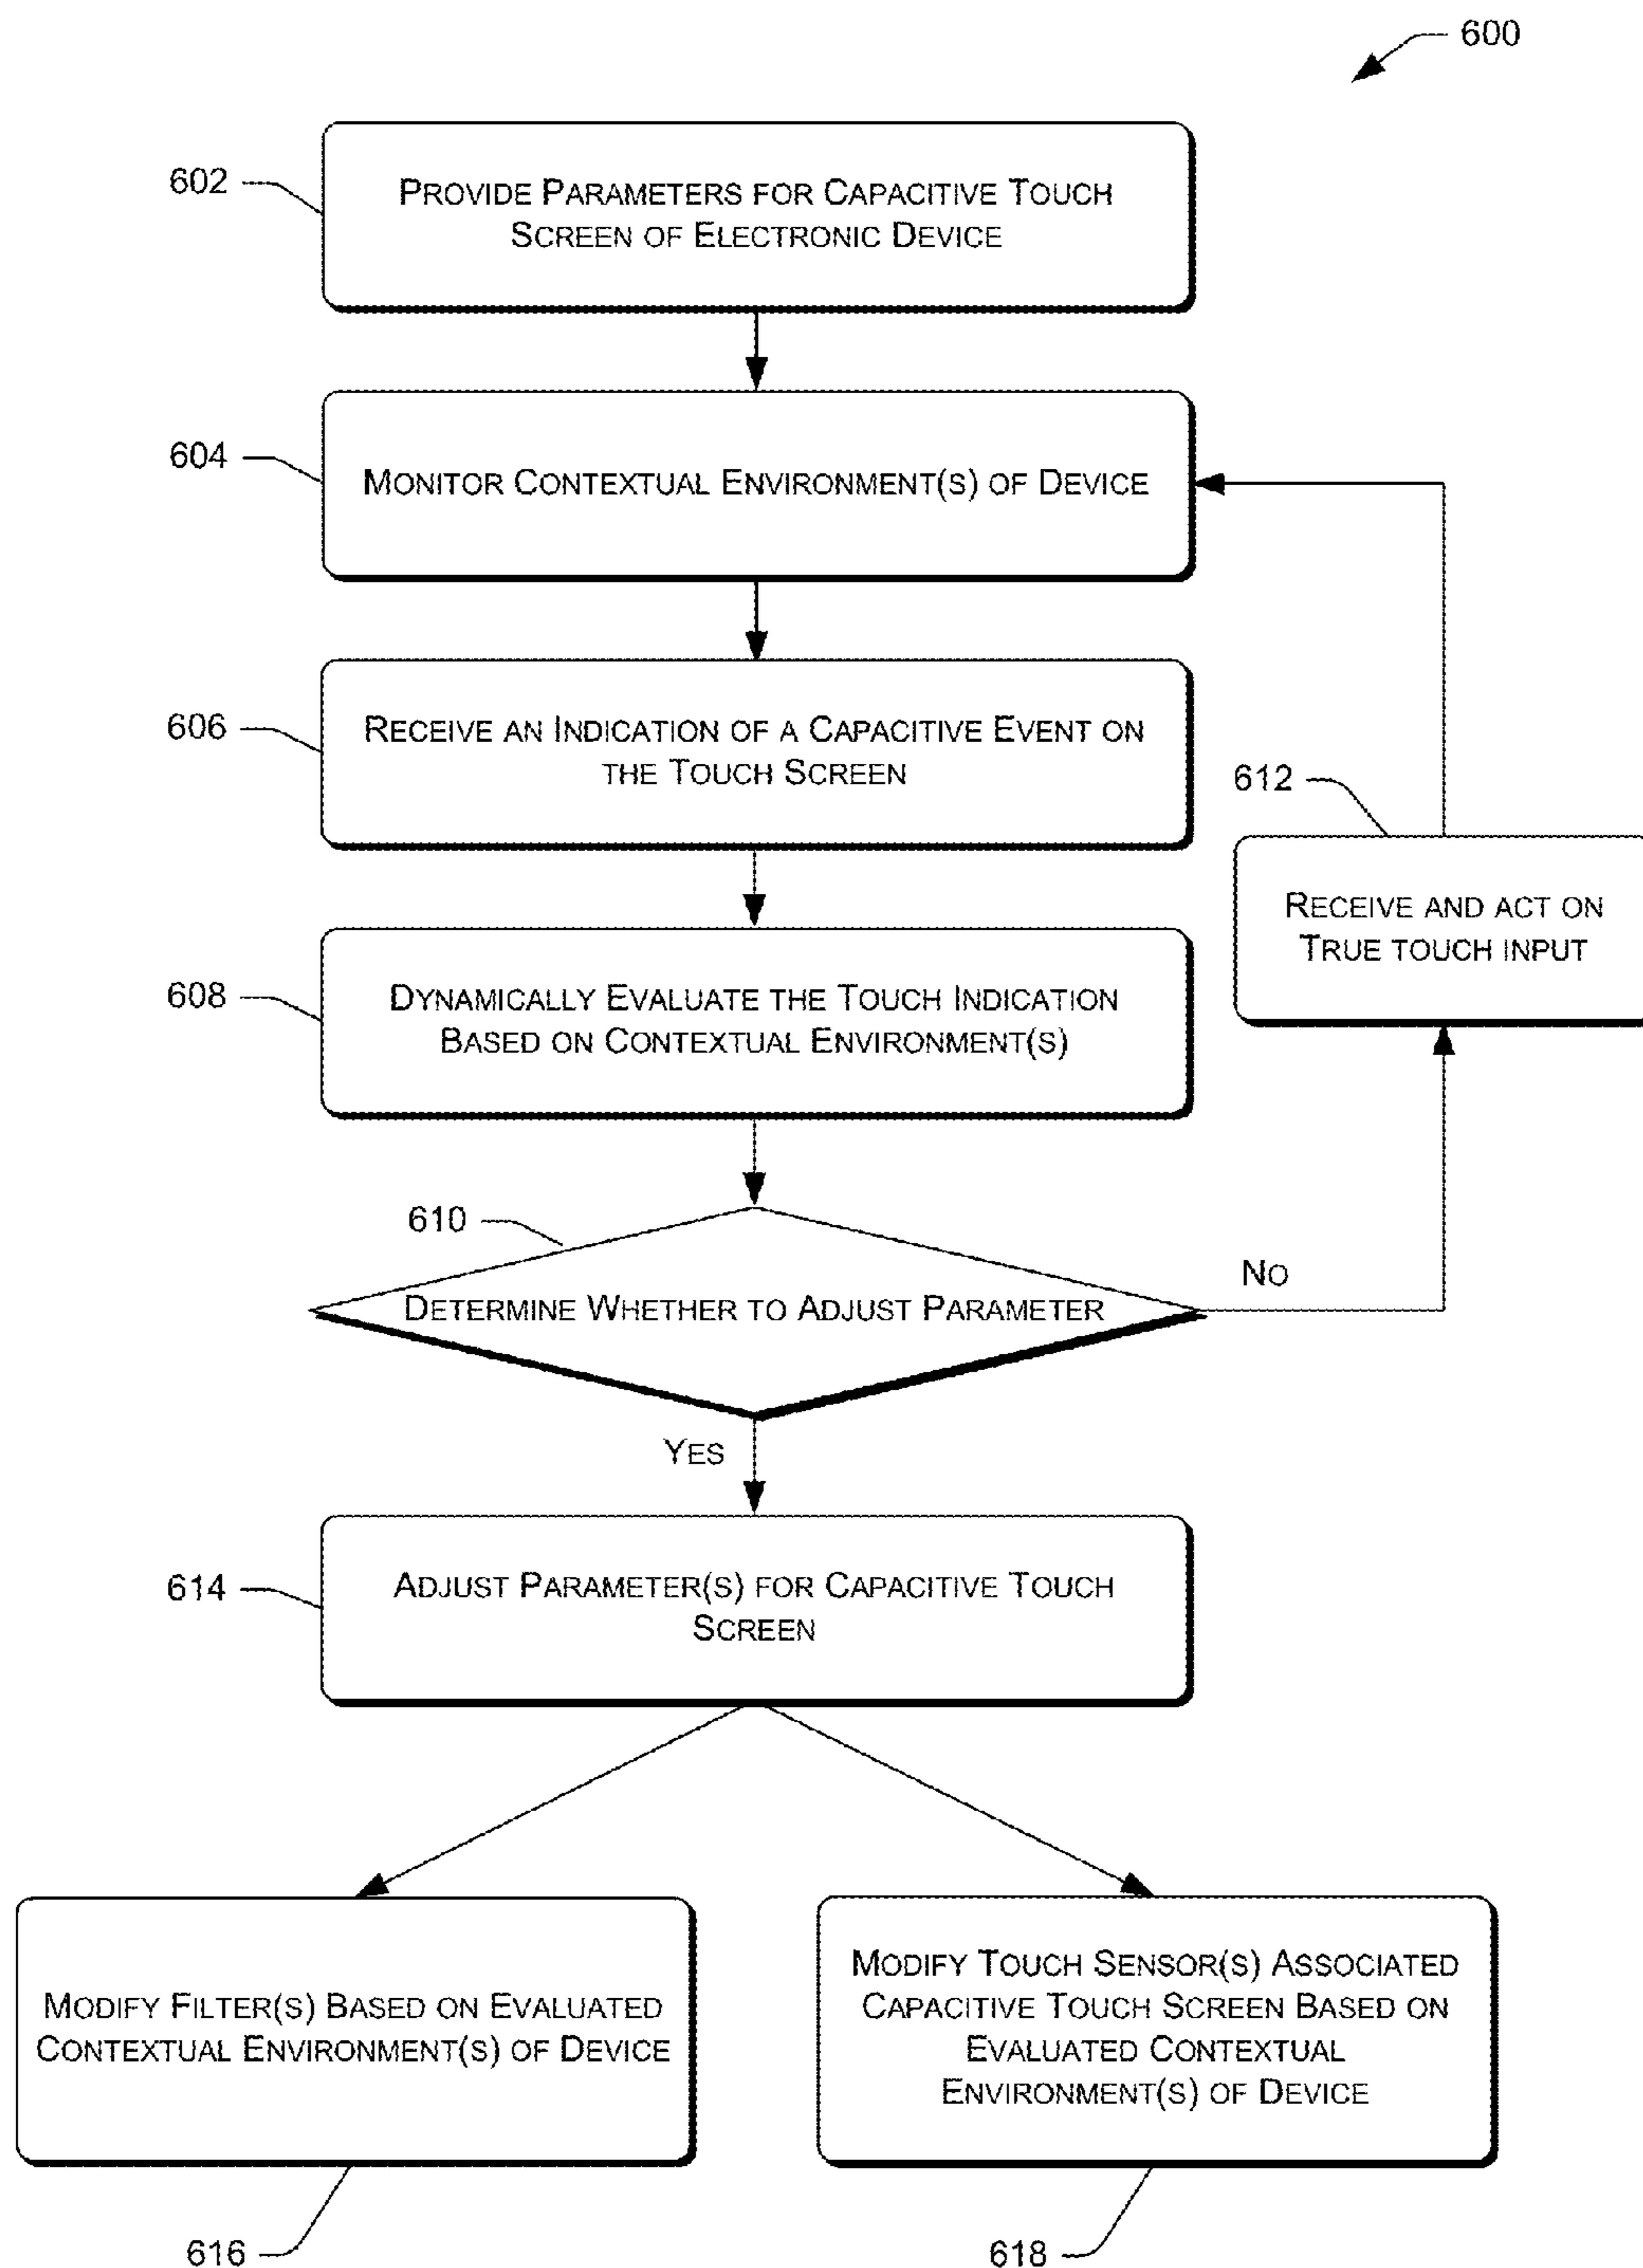 600
602
PROVIDE PARAMETERS FOR CAPACITIVE TOUCH
SCREEN OF ELECTRONIC DEVICE
604
MONITOR CONTEXTUAL ENVIRONMENT(S) OF DEVICE
606
RECEIVE AN INDICATION OF A CAPACITIVE EVENT ON
THE TOUCH SCREEN
612
RECEIVE AND ACT ON
TRUE TOUCH INPUT
608
DYNAMICALLY EVALUATE THE TOUCH INDICATION
BASED ON CONTEXTUAL ENVIRONMENT(S)
610
DETERMINE WHETHER TO ADJUST PARAMETER
NO
YES
614
ADJUST PARAMETER(S) FOR CAPACITIVE TOUCH
SCREEN
MODIFY FILTER(S) BASED ON EVALUATED
CONTEXTUAL ENVIRONMENT(S) OF DEVICE
616
MODIFY TOUCH SENSOR(S) ASSOCIATED
CAPACITIVE TOUCH SCREEN BASED ON
EVALUATED CONTEXTUAL
ENVIRONMENT(S) OF DEVICE
618